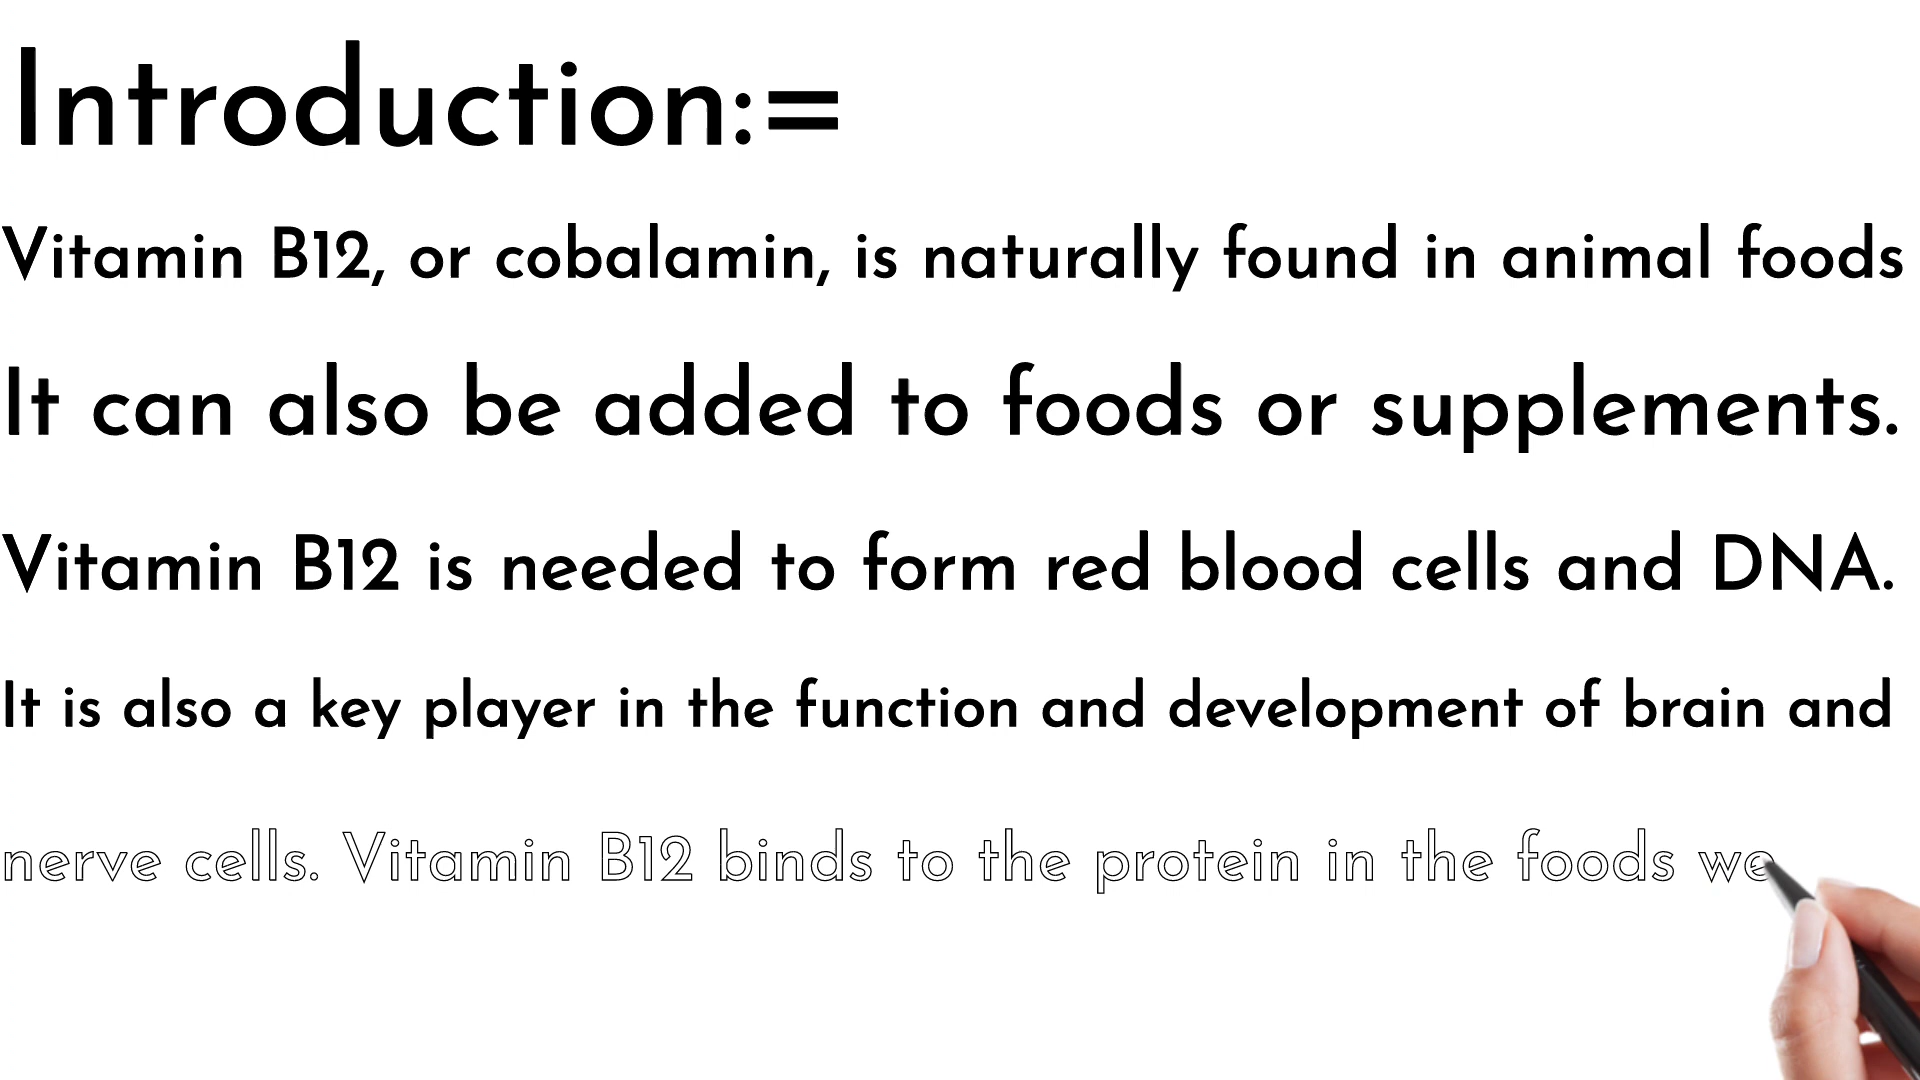 Introduction:=
Vitamin B12, or cobalamin, is naturally found in animal foods
It can also be added to foods or supplements.
Vitamin B12 is needed to form red blood cells and DNA.
It is also a key player in the function and development of brain and
nerve cells. Vitamin B12 binds to the protein in the foods we